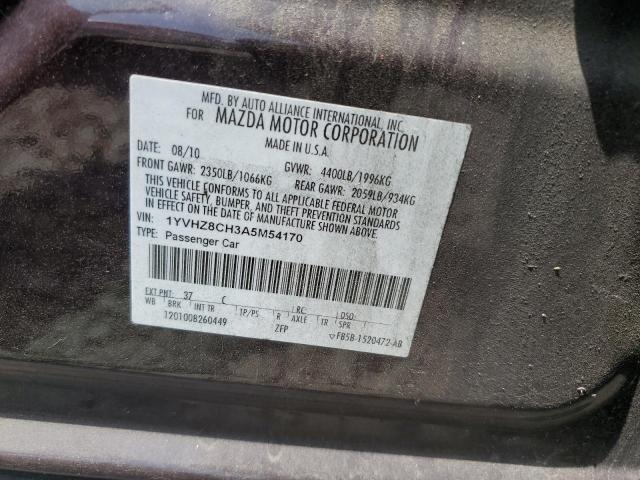 MFD. BY AUTO ALLIANCE INTERNATIONAL, INC.
FOR MAZDA MOTOR CORPORATION
MADE IN U.S.A.
DATE: 08/10 GVWR: 4400LB/1996KG
FRONT GAWR: 2350LB/1066KG REAR GAWR: 2059LB/934KG
THIS VEHICLE CONFORMS TO ALL APPLICABLE FEDERAL MOTOR
VEHICLE SAFETY, BUMPER, AND THEFT PREVENTION STANDARDS
IN EFFECT ON THE DATE OF MANUFACTURE SHOWN ABOVE.
VIN: 1YVHZ8CH3A5M54170
TYPE: Passenger Car
EXT PNT: 37 C RC: DSO:
WB BRK INT TR TP/PS R AXLE TR SPR
1201008260449 ZFP
▽FB5B-1520472-AB